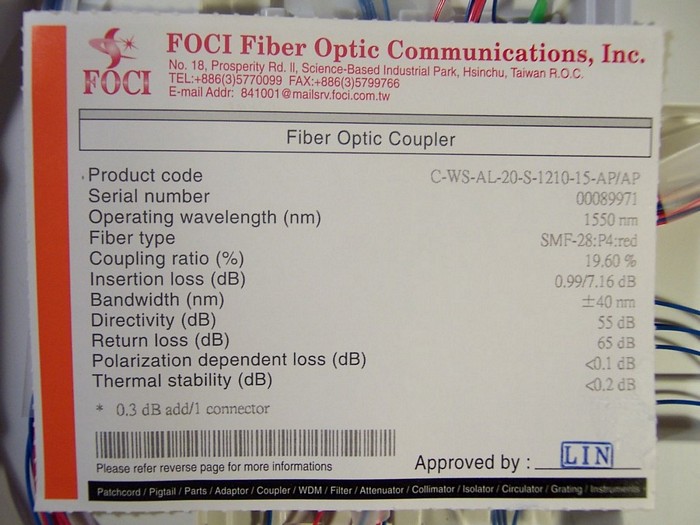 FOCI
FOCI Fiber Optic Communications, Inc.
No. 18, Prosperity Rd. II, Science-Based Industrial Park, Hsinchu, Taiwan R.O.C.
TEL:+886(3)5770099 FAX:+886(3)5799766
E-mail Addr: 841001@mailsrv.foci.com.tw
Fiber Optic Coupler
Product code C-WS-AL-20-S-1210-15-AP/AP
Serial number 00089971
Operating wavelength (nm) 1550 nm
Fiber type SMF-28:P4:red
Coupling ratio (%) 19.60 %
Insertion loss (dB) 0.99/7.16 dB
Bandwidth (nm) ±40 nm
Directivity (dB) 55 dB
Return loss (dB) 65 dB
Polarization dependent loss (dB) <0.1 dB
Thermal stability (dB) <0.2 dB
* 0.3 dB add/1 connector
Please refer reverse page for more informations
Approved by : LIN
Patchcord / Pigtail / Parts / Adaptor / Coupler / WDM / Filter / Attenuator / Collimator / Isolator / Circulator / Grating / Instruments